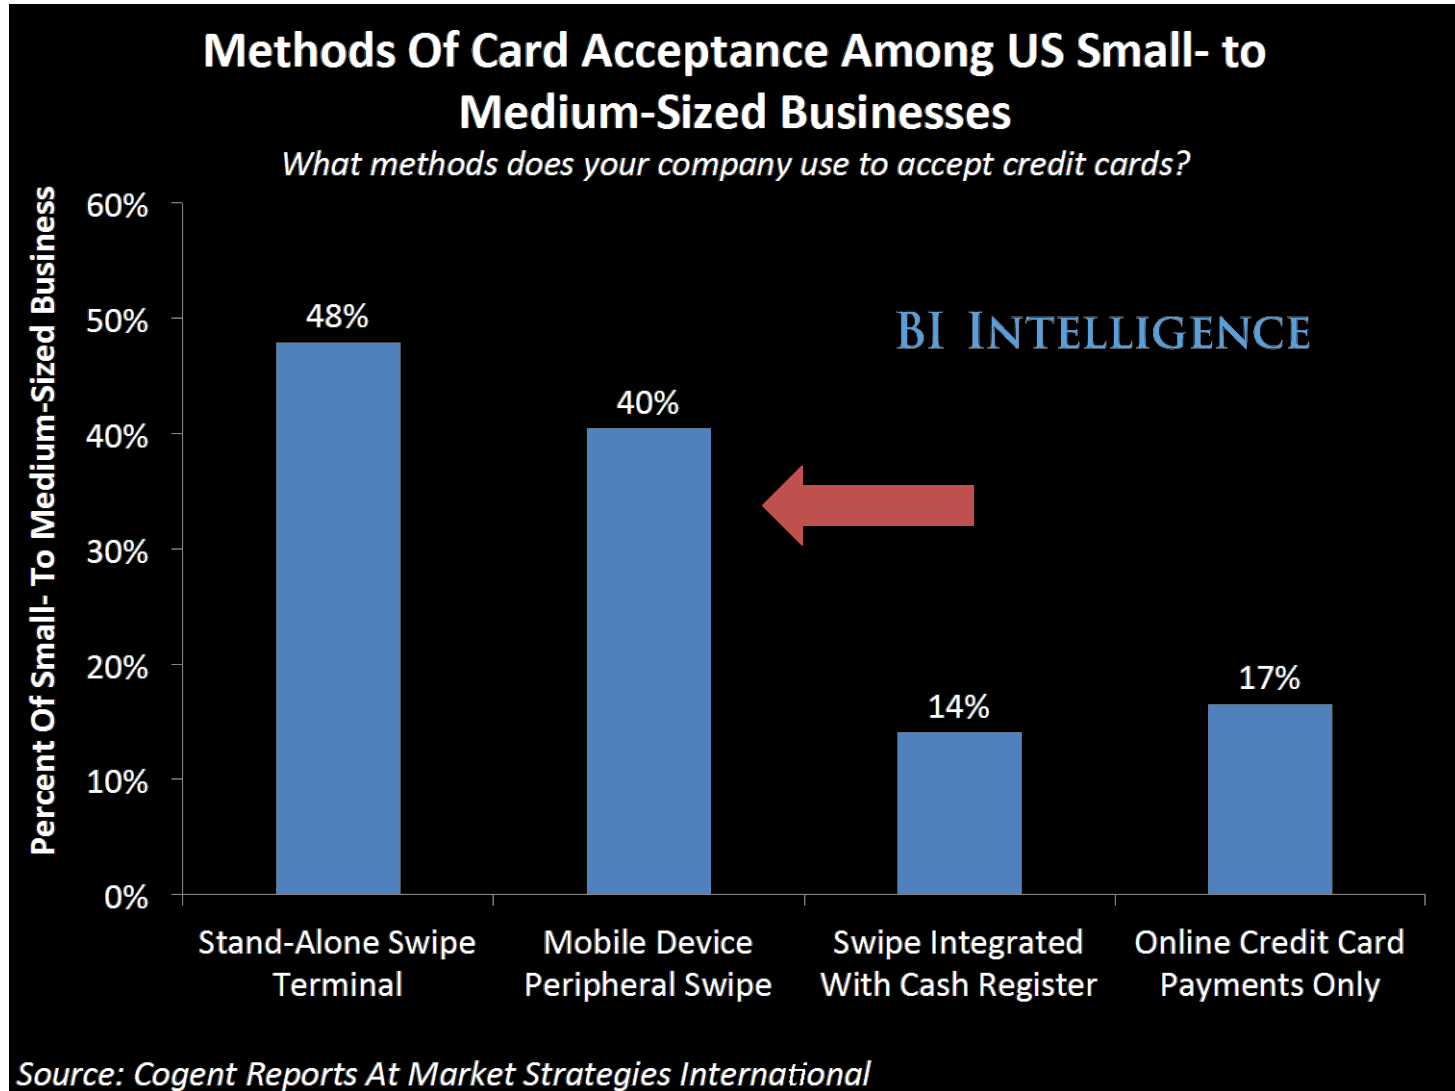 Methods Of Card Acceptance Among US Small- to
Medium-Sized Businesses
What methods does your company use to accept credit cards?
Percent Of Small- To Medium-Sized Business
60%
50%
40%
30%
20%
10%
0%
48%
40%
14%
17%
BI INTELLIGENCE
Stand-Alone Swipe
Terminal
Mobile Device
Peripheral Swipe
Swipe Integrated
With Cash Register
Online Credit Card
Payments Only
Source: Cogent Reports At Market Strategies International